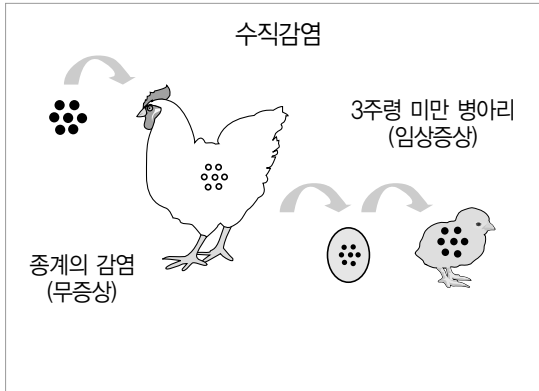 수직감염
3주령 미만 병아리
(임상증상)
종계의 감염
(무증상)